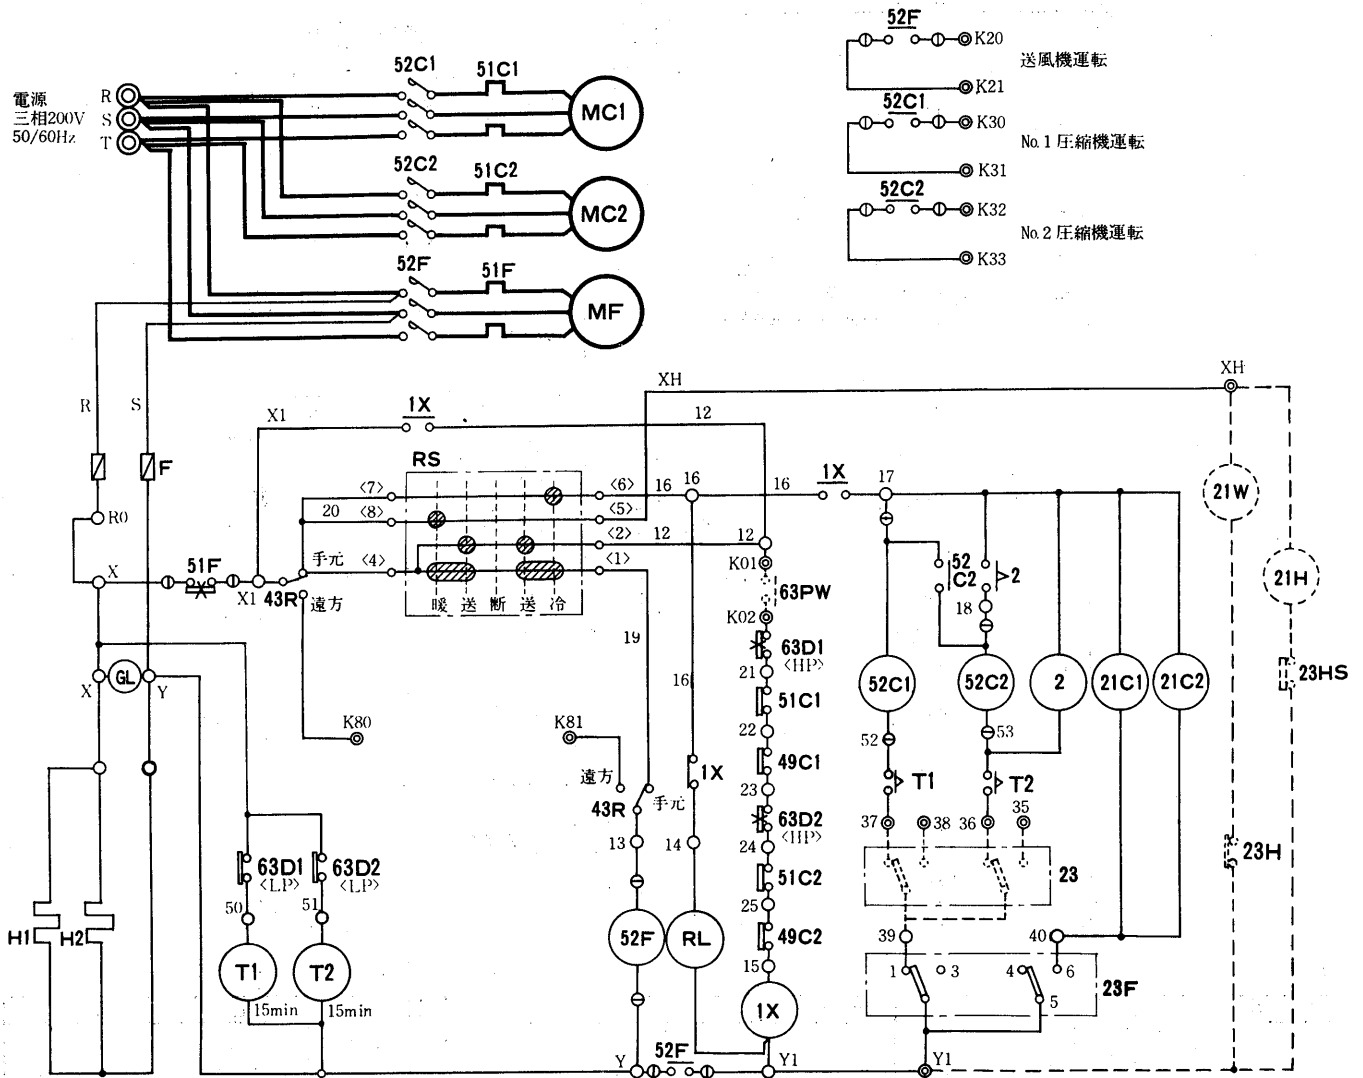 52F
K20
送風機運転
K21
52C1
K30
No.1 圧縮機運転
K31
52C2
K32
No.2 圧縮機運転
K33
電源
三相200V
50/60Hz
R
S
T
52C1
51C1
MC1
52C2
51C2
MC2
52F
51F
MF
XH
XH
R
S
X1
1X
12
F
RS
R0
〈7〉
〈6〉
16
16
16
1X
17
21W
20
〈8〉
〈5〉
〈2〉
12
12
51F
手元
〈4〉
〈1〉
K01
52
C2
2
X
X1
43R
遠方
暖 送 断 送 冷
63PW
18
21H
K02
19
63D1
〈HP〉
21
X
GL
Y
16
52C1
52C2
2
21C1
21C2
23HS
51C1
22
K80
K81
52
53
遠方
1X
49C1
T1
T2
43R
手元
23
35
63D2
〈HP〉
37
38
36
13
14
24
23H
63D1
〈LP〉
63D2
〈LP〉
51C2
23
50
51
25
H1
H2
52F
RL
49C2
39
40
T1
T2
15
1
3
4
6
23F
5
15min
15min
1X
Y
52F
Y1
Y1